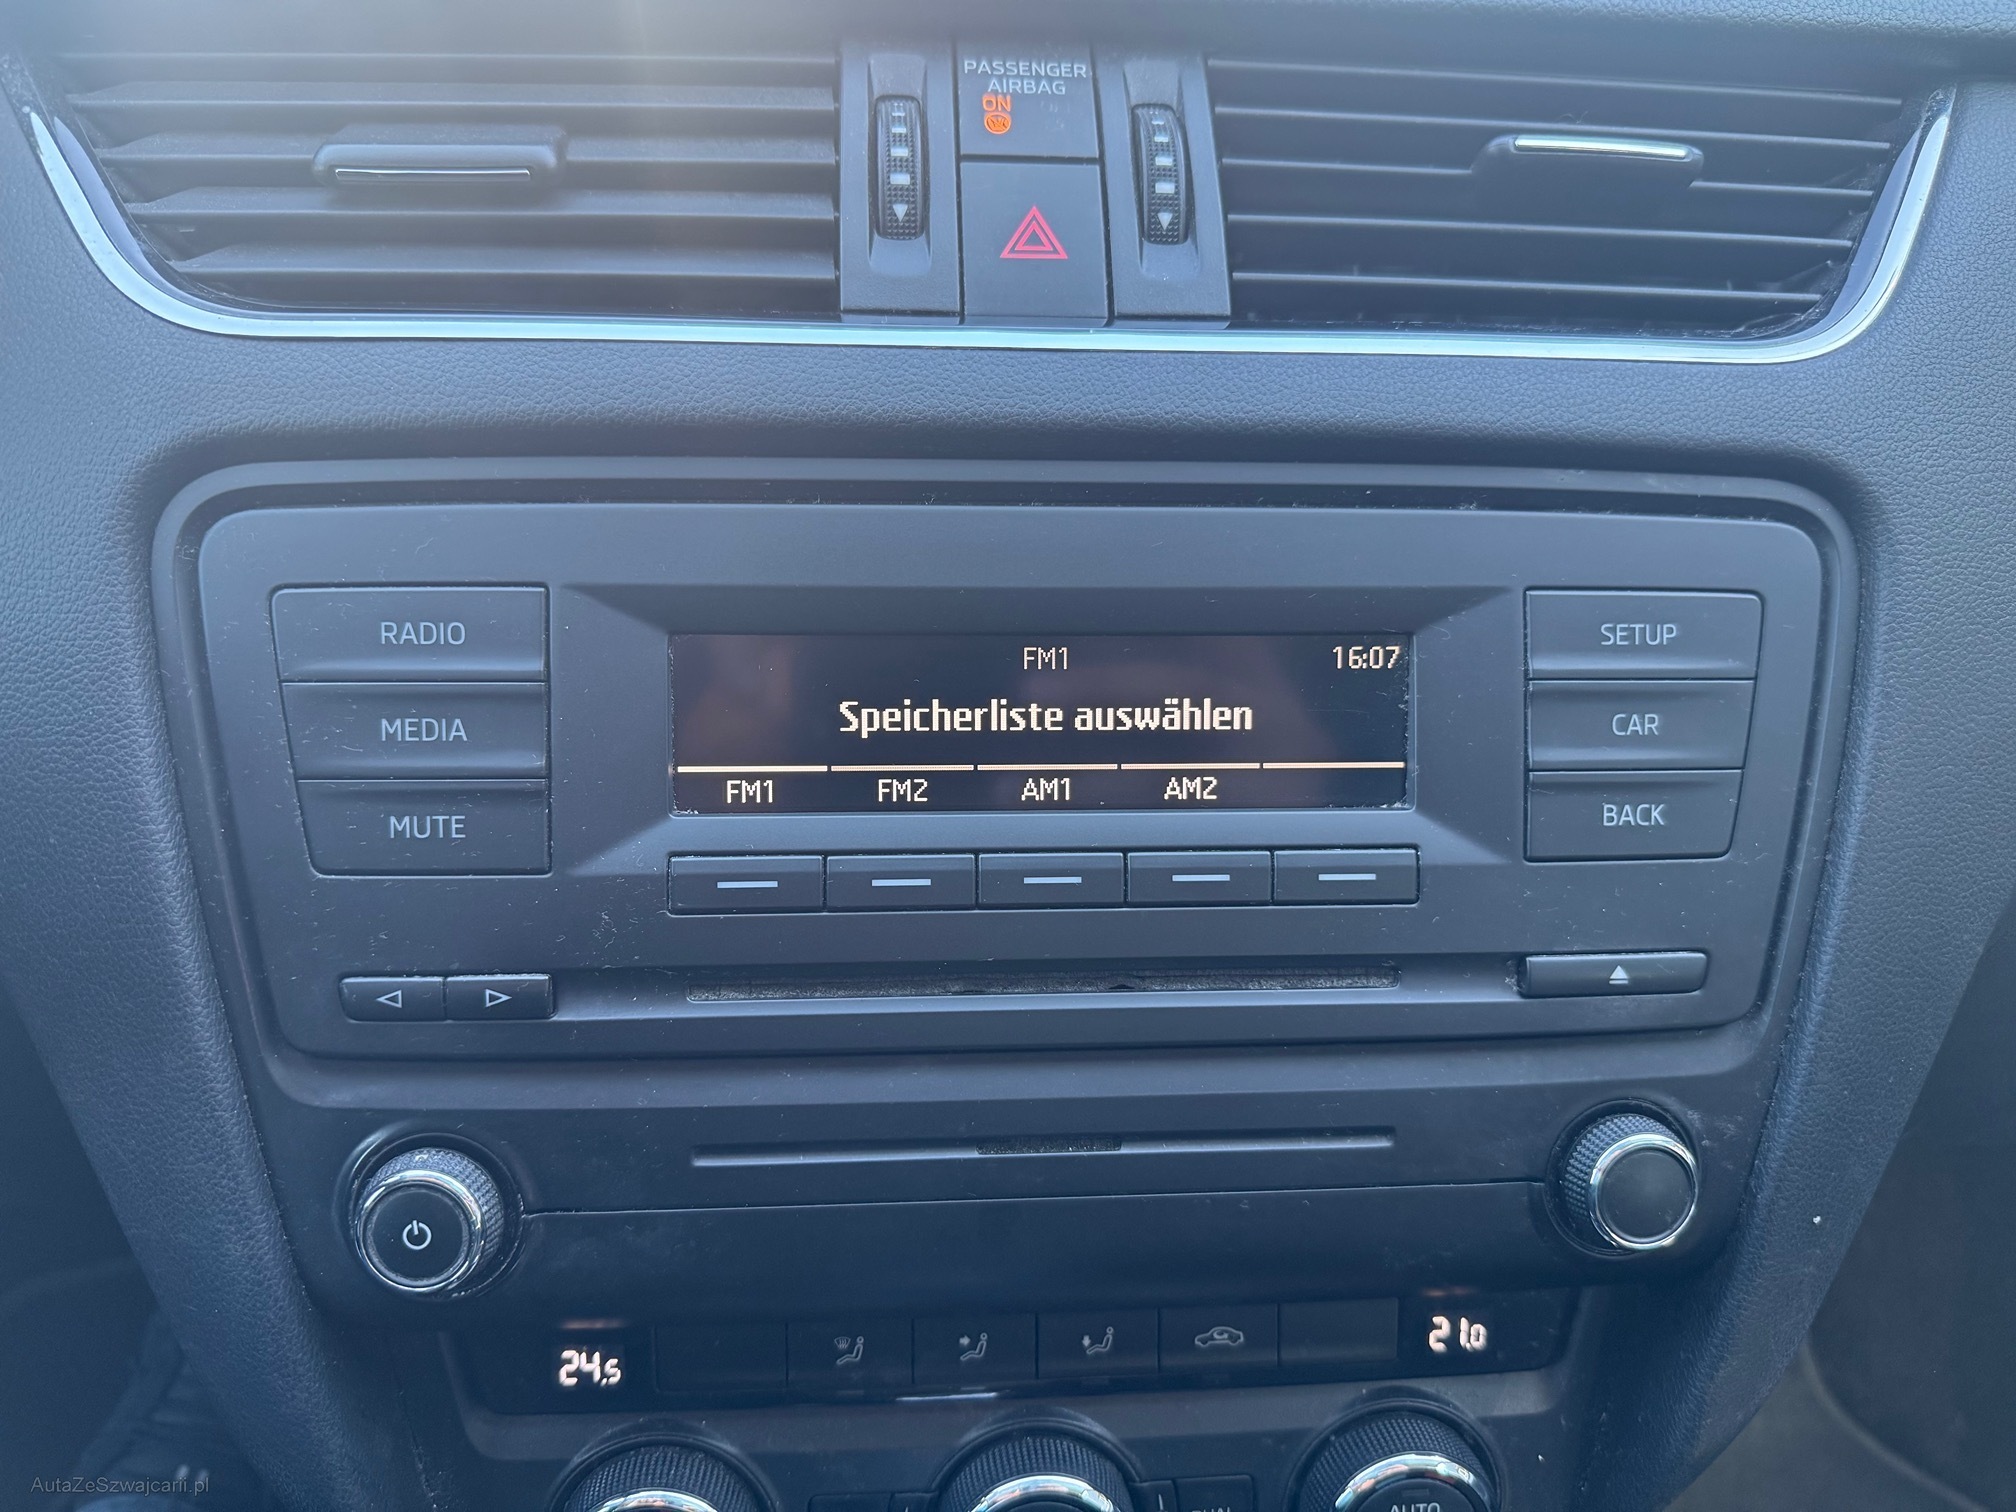 PASSENGER
AIRBAG
ON
RADIO
MEDIA
MUTE
FM1 16:07
Speicherliste auswählen
FM1 FM2 AM1 AM2
SETUP
CAR
BACK
24.5
21.0
AUTO
AutaZeSzwajcarii.pl